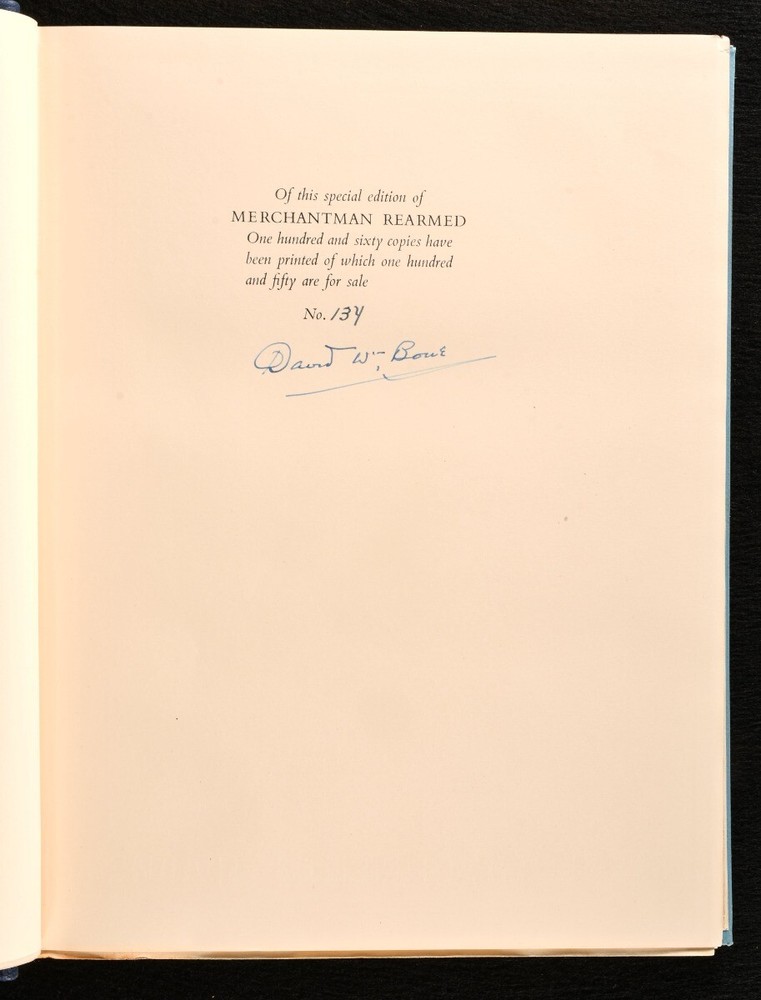 Of this special edition of
MERCHANTMAN REARMED
One hundred and sixty copies have
been printed of which one hundred
and fifty are for sale
No. 134
David Wm Bone